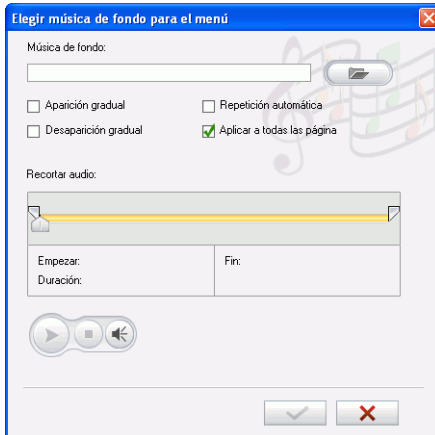 Elegir música de fondo para el menú
Música de fondo:
Aparición gradual
Repetición automática
Desaparición gradual
Aplicar a todas las página
Recortar audio:
Empezar:
Fin:
Duración: